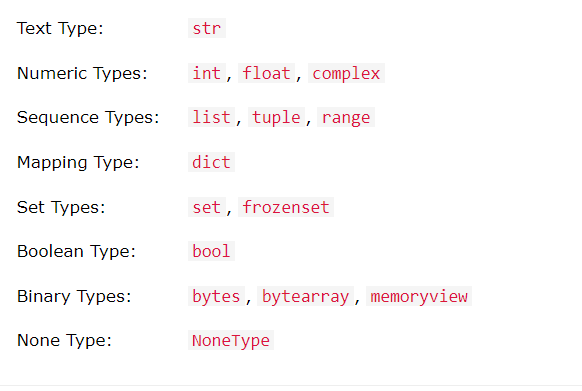 Text Type: str
Numeric Types: int, float, complex
Sequence Types: list, tuple, range
Mapping Type: dict
Set Types: set, frozenset
Boolean Type: bool
Binary Types: bytes, bytearray, memoryview
None Type: NoneType